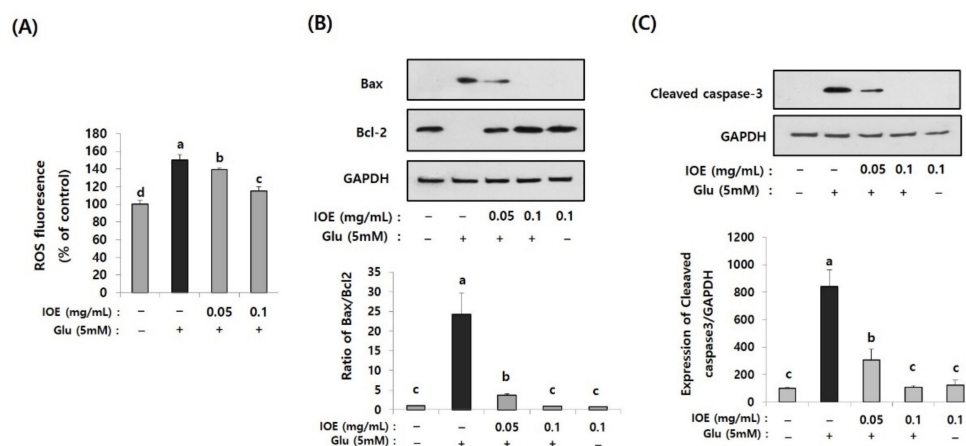 (A)
ROS fluoresence
(% of control)
180
160
140
120
100
80
60
40
20
0
d a b c
IOE (mg/mL) : – – 0.05 0.1
Glu (5mM) : – + + +
(B)
Bax
Bcl-2
GAPDH
IOE (mg/mL) : – – 0.05 0.1 0.1
Glu (5mM) : – + + + –
Ratio of Bax/Bcl2
40
35
30
25
20
15
10
5
0
c a b c c
IOE (mg/mL) : – – 0.05 0.1 0.1
Glu (5mM) : – + + + –
(C)
Cleaved caspase-3
GAPDH
IOE (mg/mL) : – – 0.05 0.1 0.1
Glu (5mM) : – + + + –
Expression of Cleaaved
caspase3/GAPDH
1200
1000
800
600
400
200
0
c a b c c
IOE (mg/mL) : – – 0.05 0.1 0.1
Glu (5mM) : – + + + –